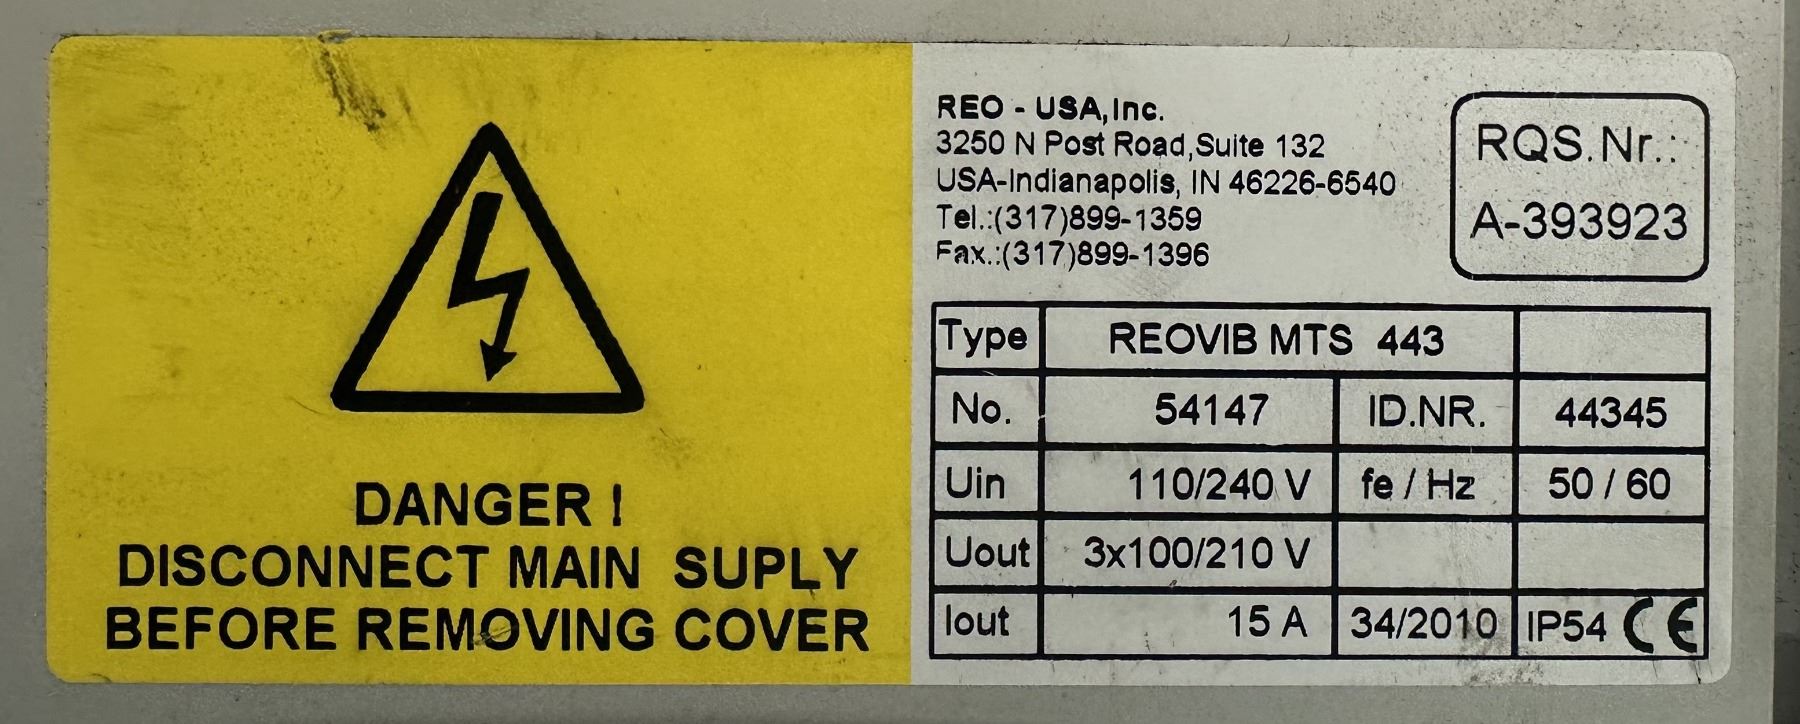 DANGER !
DISCONNECT MAIN SUPLY
BEFORE REMOVING COVER
REO - USA,Inc.
3250 N Post Road,Suite 132
USA-Indianapolis, IN 46226-6540
Tel.:(317)899-1359
Fax.:(317)899-1396
RQS.Nr.:
A-393923
Type REOVIB MTS 443
No. 54147 ID.NR. 44345
Uin 110/240 V fe / Hz 50 / 60
Uout 3x100/210 V
Iout 15 A 34/2010 IP54 CE